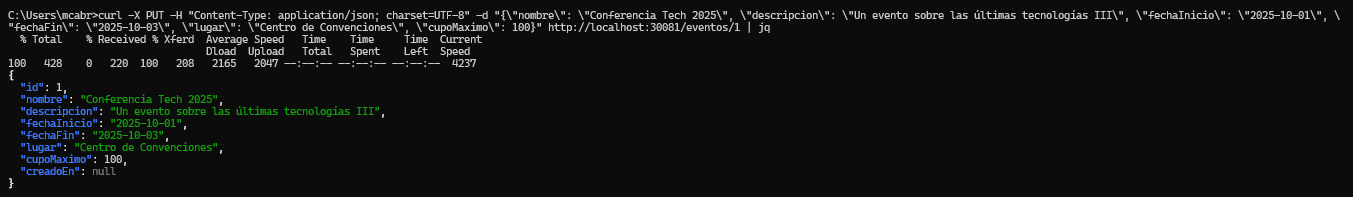 C:\Users\mcabr>curl -X PUT -H "Content-Type: application/json; charset=UTF-8" -d "{\"nombre\": \"Conferencia Tech 2025\", \"descripcion\": \"Un evento sobre las últimas tecnologías III\", \"fechaInicio\": \"2025-10-01\", \
"fechaFin\": \"2025-10-03\", \"lugar\": \"Centro de Convenciones\", \"cupoMaximo\": 100}" http://localhost:30081/eventos/1 | jq
  % Total    % Received % Xferd  Average Speed   Time    Time     Time  Current
                                 Dload  Upload   Total   Spent    Left  Speed
100   428    0   220  100   208   2165   2047 --:--:-- --:--:-- --:--:--  4237
{
  "id": 1,
  "nombre": "Conferencia Tech 2025",
  "descripcion": "Un evento sobre las últimas tecnologías III",
  "fechaInicio": "2025-10-01",
  "fechaFin": "2025-10-03",
  "lugar": "Centro de Convenciones",
  "cupoMaximo": 100,
  "creadoEn": null
}